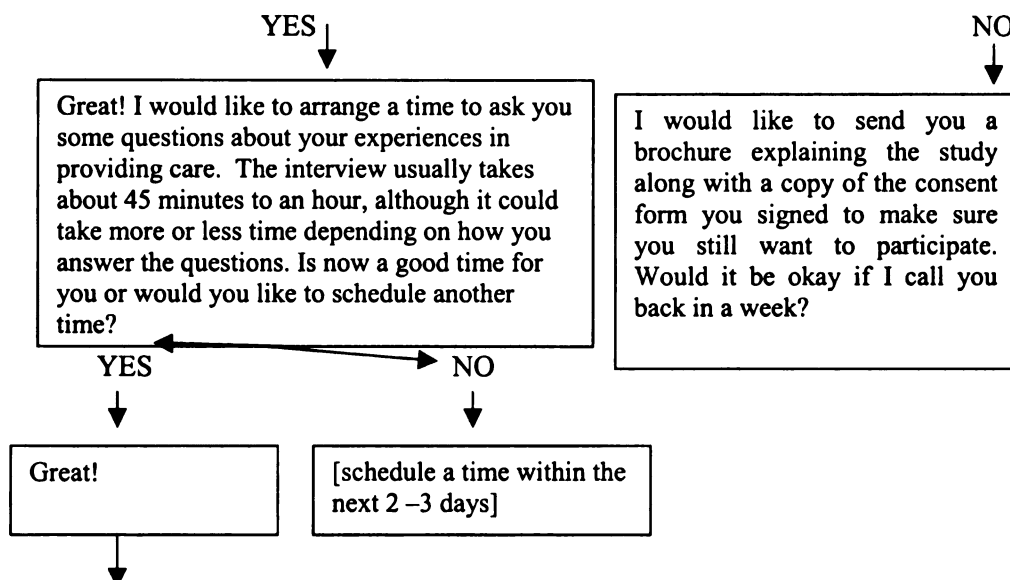 YES
NO
Great! I would like to arrange a time to ask you
some questions about your experiences in
providing care. The interview usually takes
about 45 minutes to an hour, although it could
take more or less time depending on how you
answer the questions. Is now a good time for
you or would you like to schedule another
time?
I would like to send you a
brochure explaining the study
along with a copy of the consent
form you signed to make sure
you still want to participate.
Would it be okay if I call you
back in a week?
YES
NO
Great!
[schedule a time within the
next 2 –3 days]